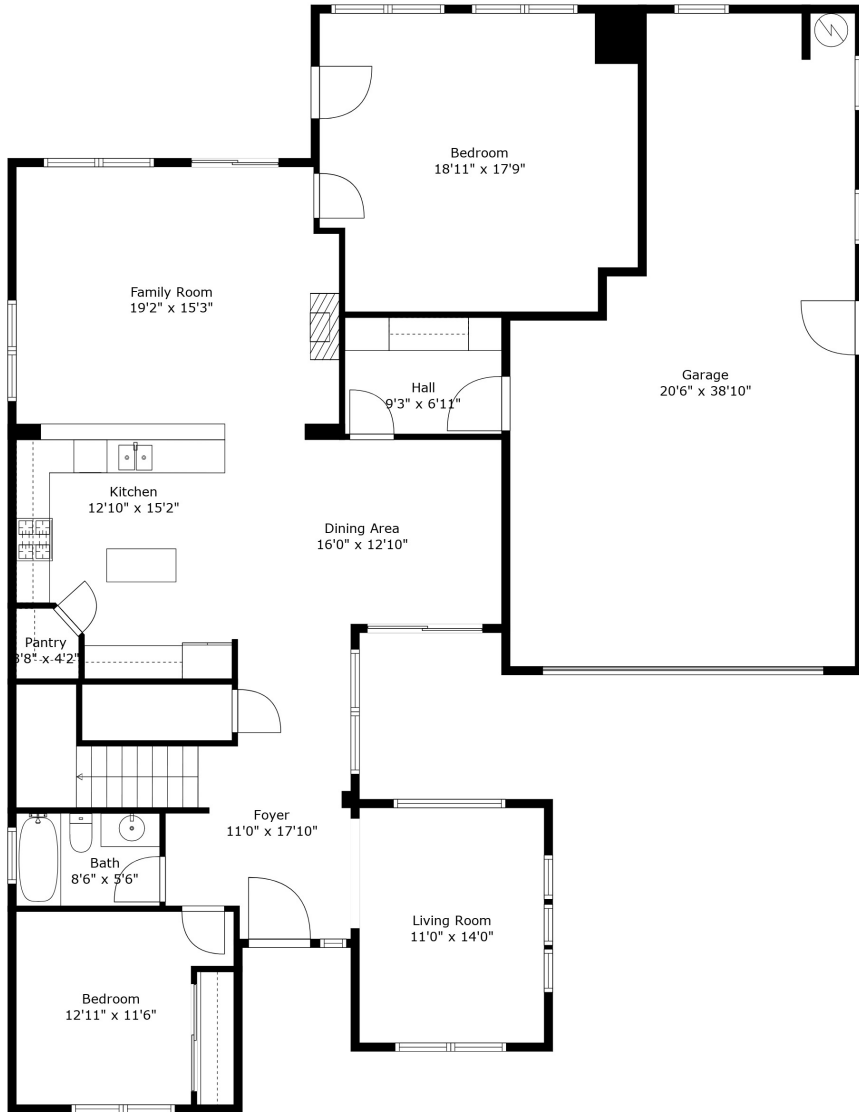 Bedroom
18'11" x 17'9"
Family Room
19'2" x 15'3"
Hall
9'3" x 6'11"
Garage
20'6" x 38'10"
Kitchen
12'10" x 15'2"
Dining Area
16'0" x 12'10"
Pantry
3'8" x 4'2"
Foyer
11'0" x 17'10"
Bath
8'6" x 5'6"
Living Room
11'0" x 14'0"
Bedroom
12'11" x 11'6"